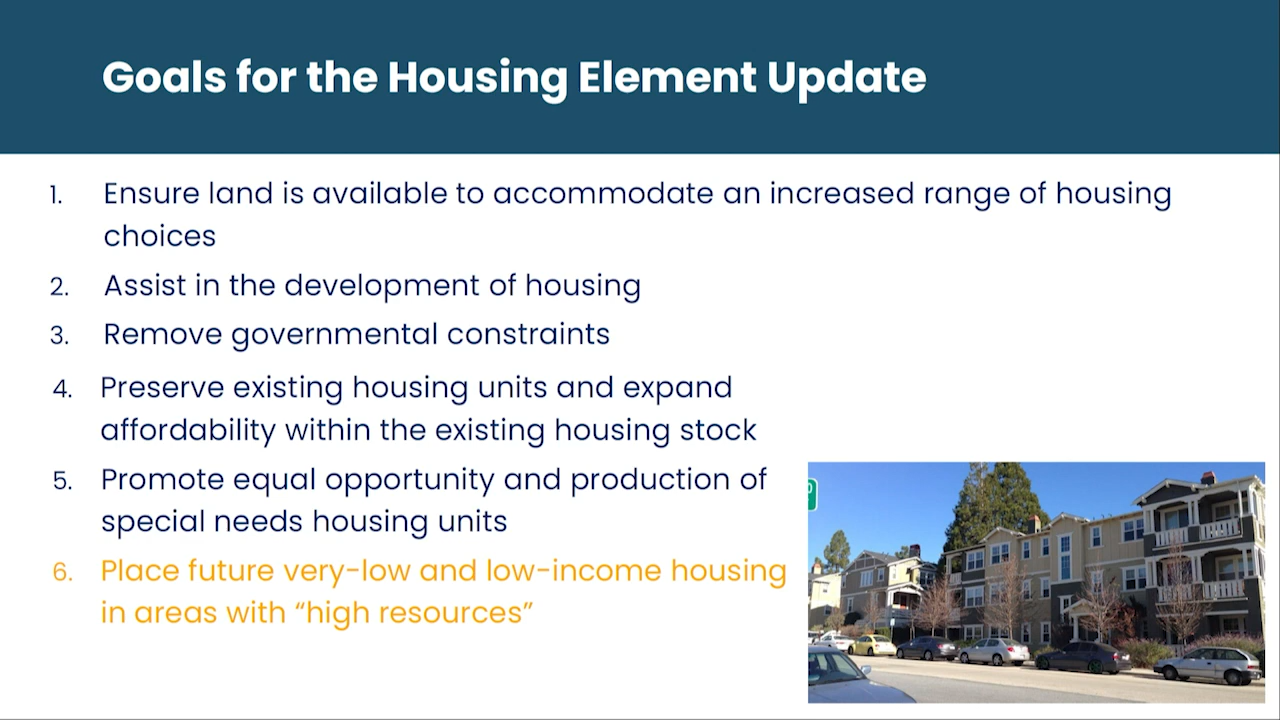 Goals for the Housing Element Update
1. Ensure land is available to accommodate an increased range of housing
choices
2. Assist in the development of housing
3. Remove governmental constraints
4. Preserve existing housing units and expand
affordability within the existing housing stock
5. Promote equal opportunity and production of
special needs housing units
6. Place future very-low and low-income housing
in areas with “high resources”